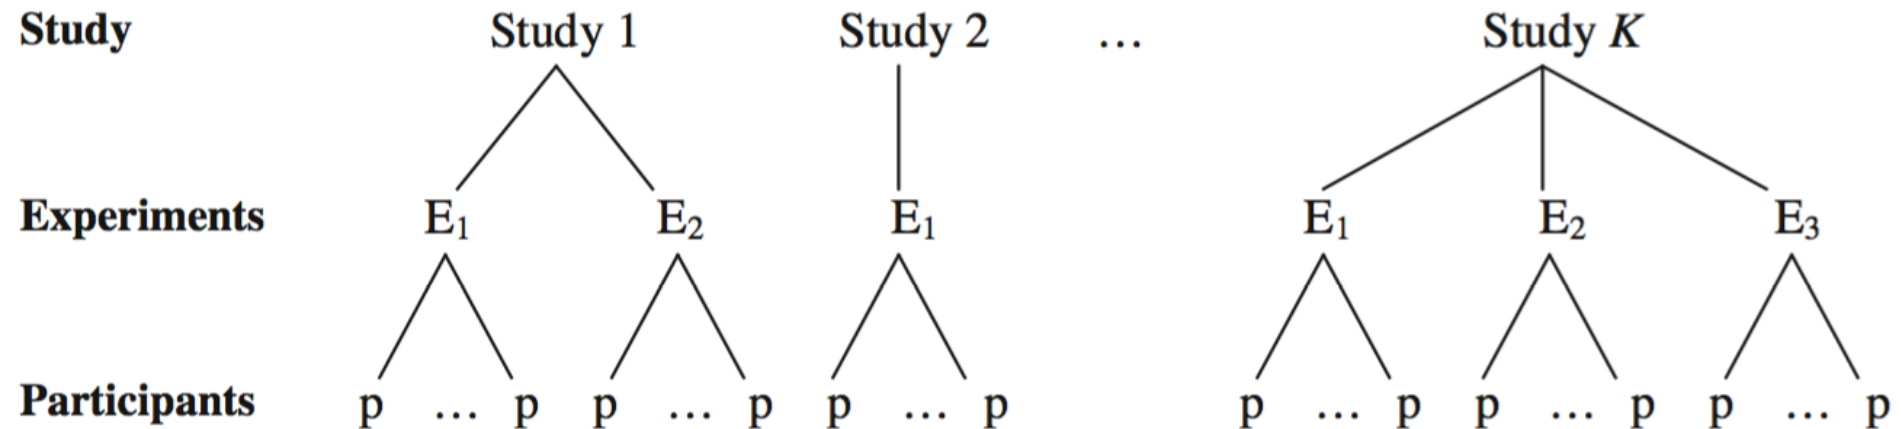 Study Study 1 Study 2 … Study K
Experiments E₁ E₂ E₁ E₁ E₂ E₃
Participants p … p p … p p … p p … p p … p p … p